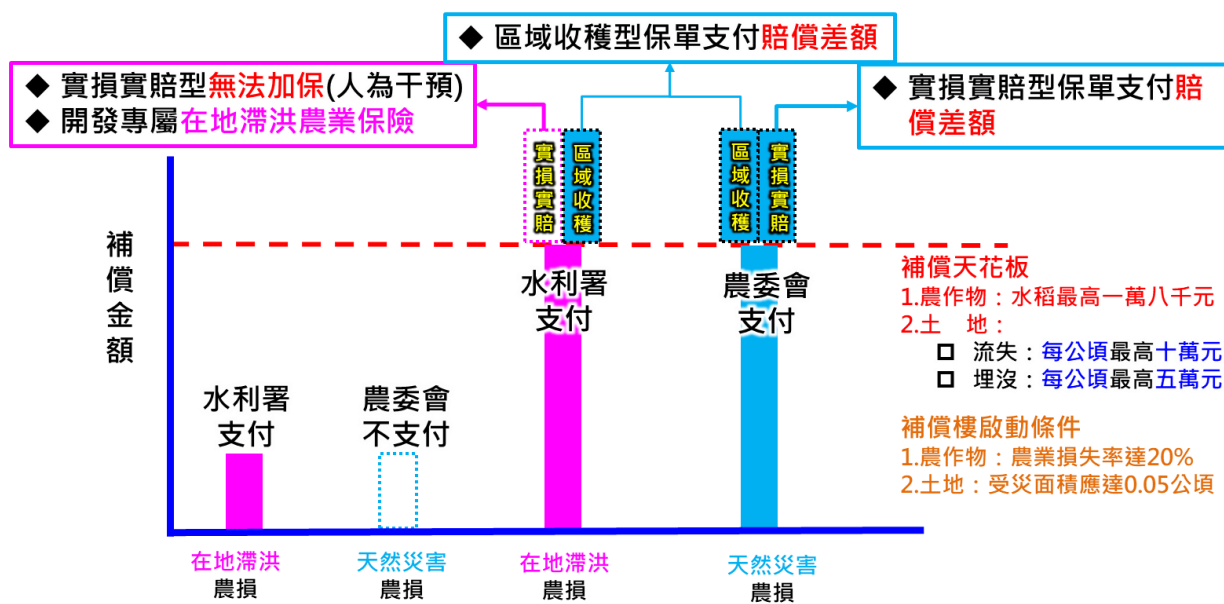 ◆ 區域收穫型保單支付賠償差額
◆ 實損實賠型無法加保(人為干預)
◆ 開發專屬在地滯洪農業保險
◆ 實損實賠型保單支付賠
償差額
實損實賠
區域收穫
區域收穫
實損實賠
補償金額
水利署
支付
農委會
不支付
水利署
支付
農委會
支付
補償天花板
1.農作物：水稻最高一萬八千元
2.土　地：
流失：每公頃最高十萬元
埋沒：每公頃最高五萬元
補償樓啟動條件
1.農作物：農業損失率達20%
2.土地：受災面積應達0.05公頃
在地滯洪
農損
天然災害
農損
在地滯洪
農損
天然災害
農損